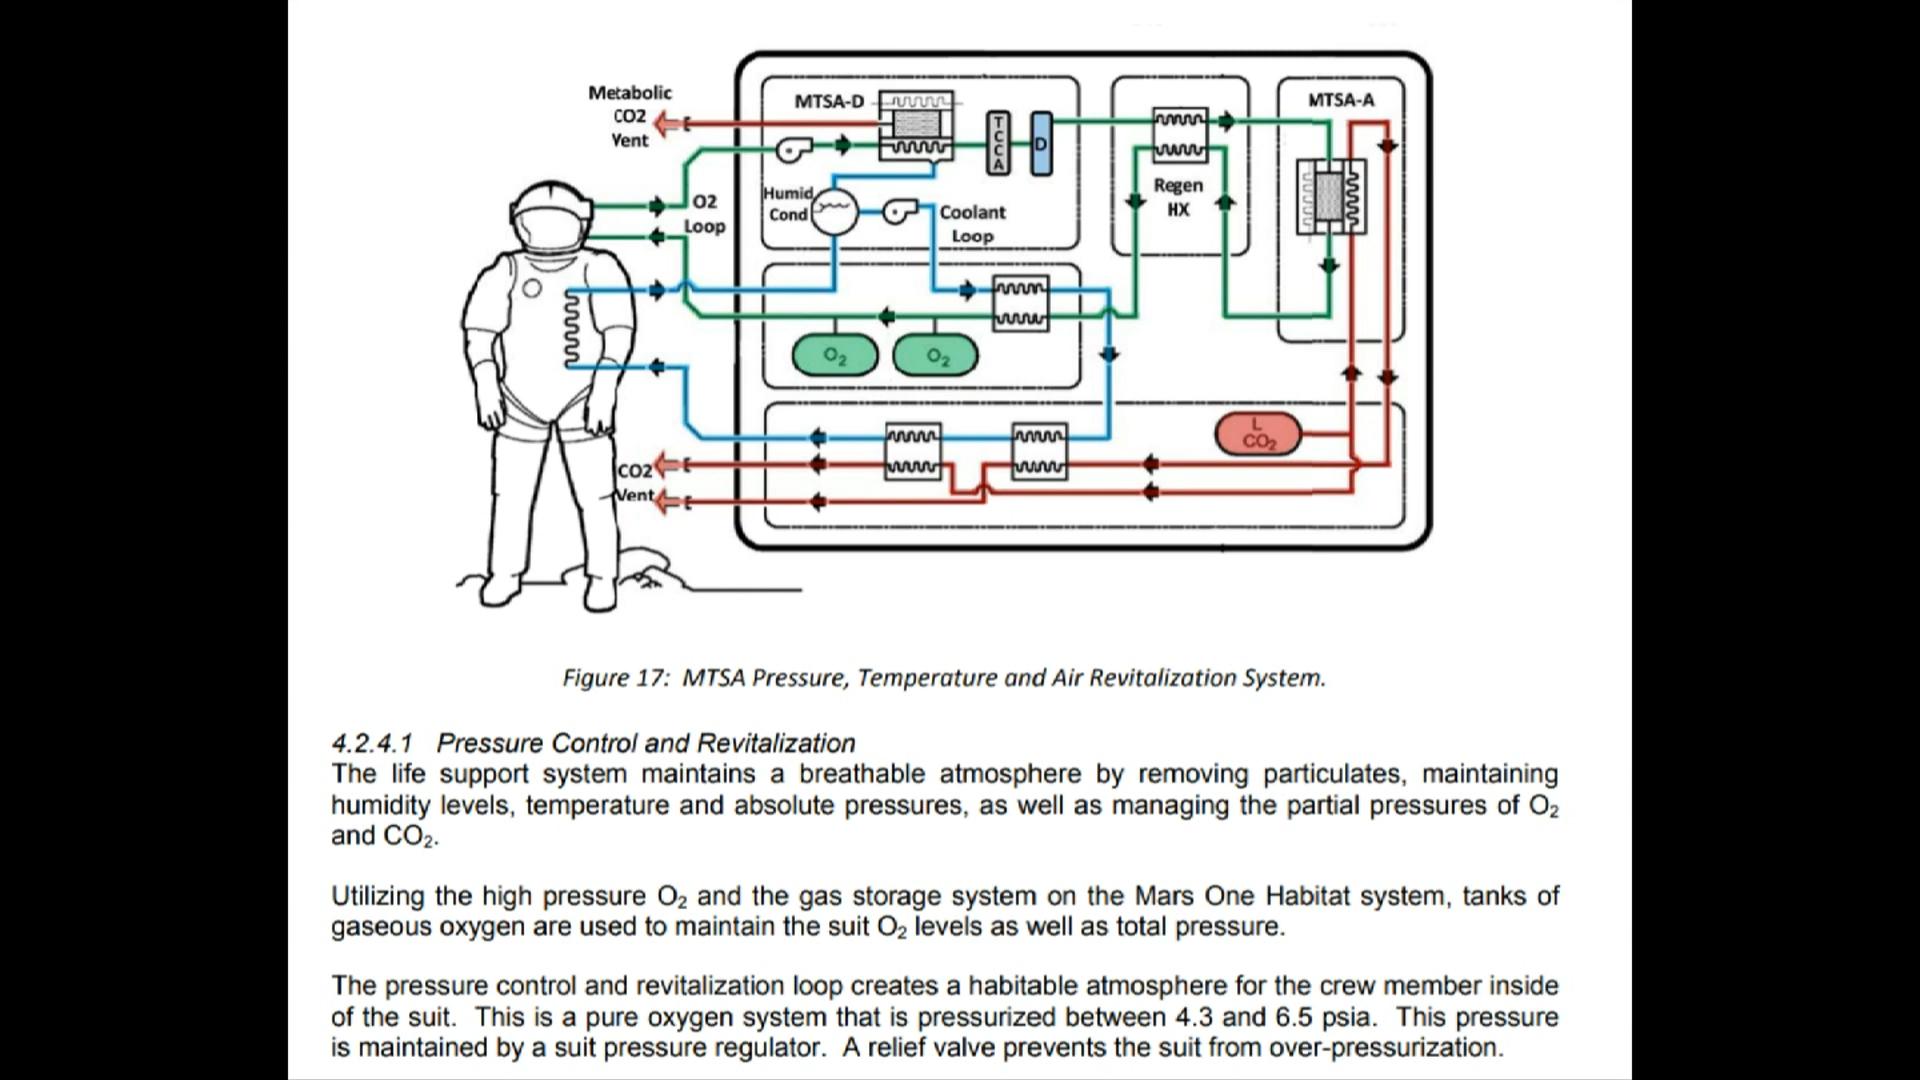 Metabolic
CO2
Vent
MTSA-D
TCCA
D
MTSA-A
Regen
HX
O2
Loop
Humid
Cond
Coolant
Loop
O₂
O₂
L
CO₂
CO2
Vent
Figure 17: MTSA Pressure, Temperature and Air Revitalization System.
4.2.4.1 Pressure Control and Revitalization
The life support system maintains a breathable atmosphere by removing particulates, maintaining
humidity levels, temperature and absolute pressures, as well as managing the partial pressures of O₂
and CO₂.
Utilizing the high pressure O₂ and the gas storage system on the Mars One Habitat system, tanks of
gaseous oxygen are used to maintain the suit O₂ levels as well as total pressure.
The pressure control and revitalization loop creates a habitable atmosphere for the crew member inside
of the suit. This is a pure oxygen system that is pressurized between 4.3 and 6.5 psia. This pressure
is maintained by a suit pressure regulator. A relief valve prevents the suit from over-pressurization.